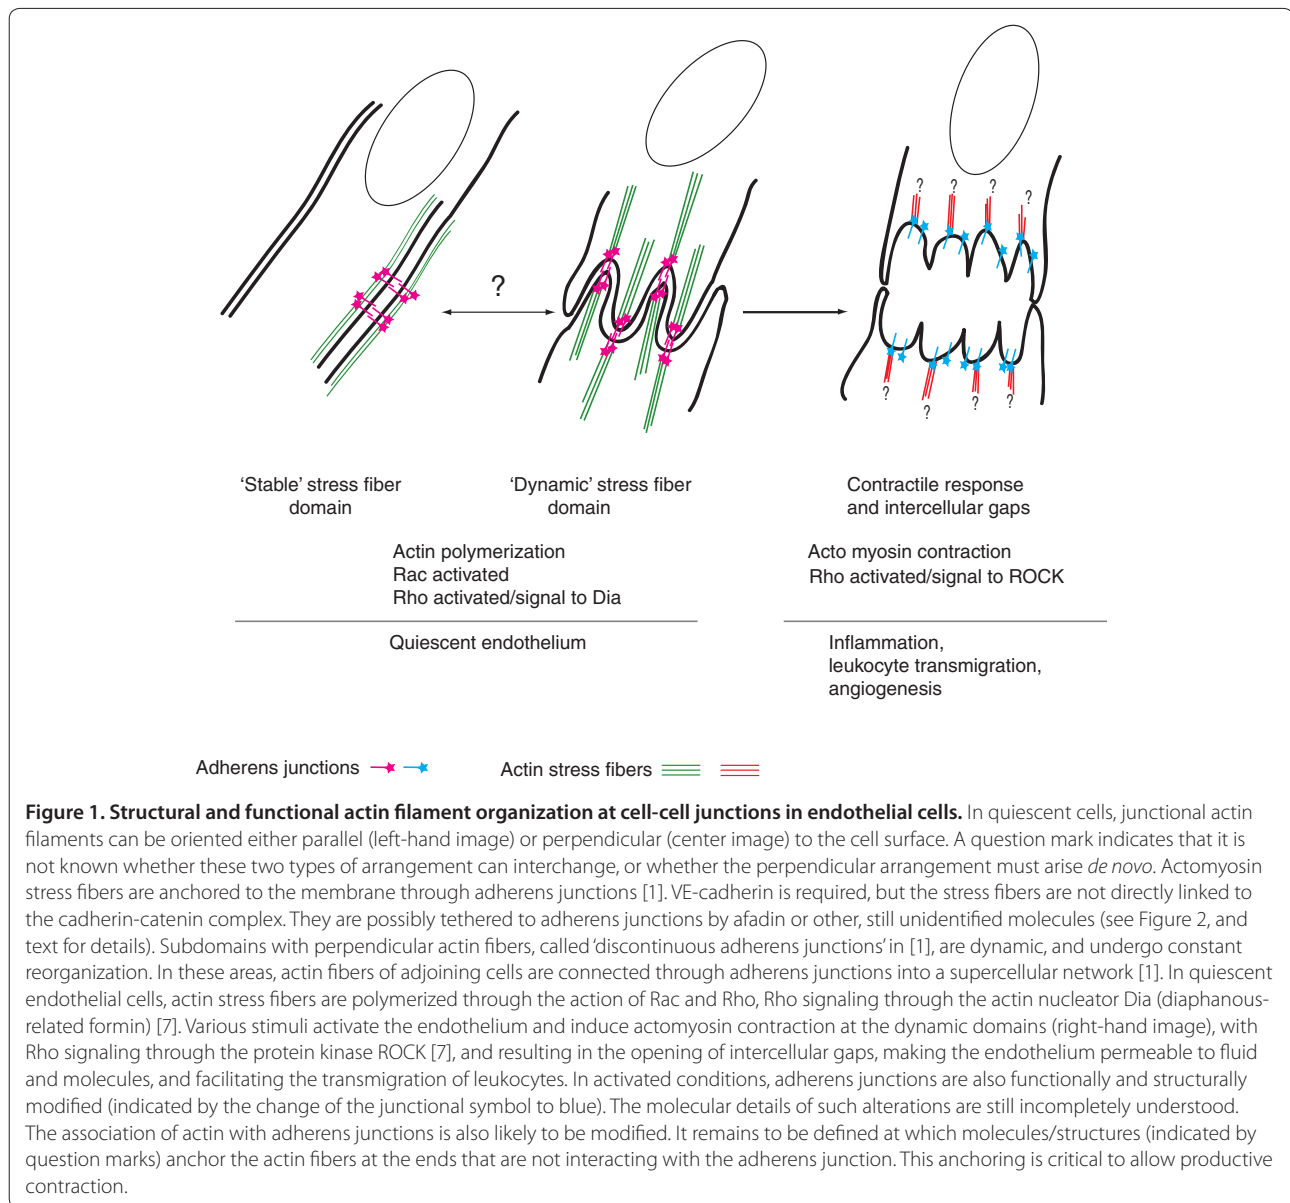 ?
?
?
?
?
?
?
?
?
'Stable' stress fiber
domain
'Dynamic' stress fiber
domain
Contractile response
and intercellular gaps
Actin polymerization
Rac activated
Rho activated/signal to Dia
Acto myosin contraction
Rho activated/signal to ROCK
Quiescent endothelium
Inflammation,
leukocyte transmigration,
angiogenesis
Adherens junctions
Actin stress fibers
Figure 1. Structural and functional actin filament organization at cell-cell junctions in endothelial cells. In quiescent cells, junctional actin
filaments can be oriented either parallel (left-hand image) or perpendicular (center image) to the cell surface. A question mark indicates that it is
not known whether these two types of arrangement can interchange, or whether the perpendicular arrangement must arise de novo. Actomyosin
stress fibers are anchored to the membrane through adherens junctions [1]. VE-cadherin is required, but the stress fibers are not directly linked to
the cadherin-catenin complex. They are possibly tethered to adherens junctions by afadin or other, still unidentified molecules (see Figure 2, and
text for details). Subdomains with perpendicular actin fibers, called 'discontinuous adherens junctions' in [1], are dynamic, and undergo constant
reorganization. In these areas, actin fibers of adjoining cells are connected through adherens junctions into a supercellular network [1]. In quiescent
endothelial cells, actin stress fibers are polymerized through the action of Rac and Rho, Rho signaling through the actin nucleator Dia (diaphanous-
related formin) [7]. Various stimuli activate the endothelium and induce actomyosin contraction at the dynamic domains (right-hand image), with
Rho signaling through the protein kinase ROCK [7], and resulting in the opening of intercellular gaps, making the endothelium permeable to fluid
and molecules, and facilitating the transmigration of leukocytes. In activated conditions, adherens junctions are also functionally and structurally
modified (indicated by the change of the junctional symbol to blue). The molecular details of such alterations are still incompletely understood.
The association of actin with adherens junctions is also likely to be modified. It remains to be defined at which molecules/structures (indicated by
question marks) anchor the actin fibers at the ends that are not interacting with the adherens junction. This anchoring is critical to allow productive
contraction.